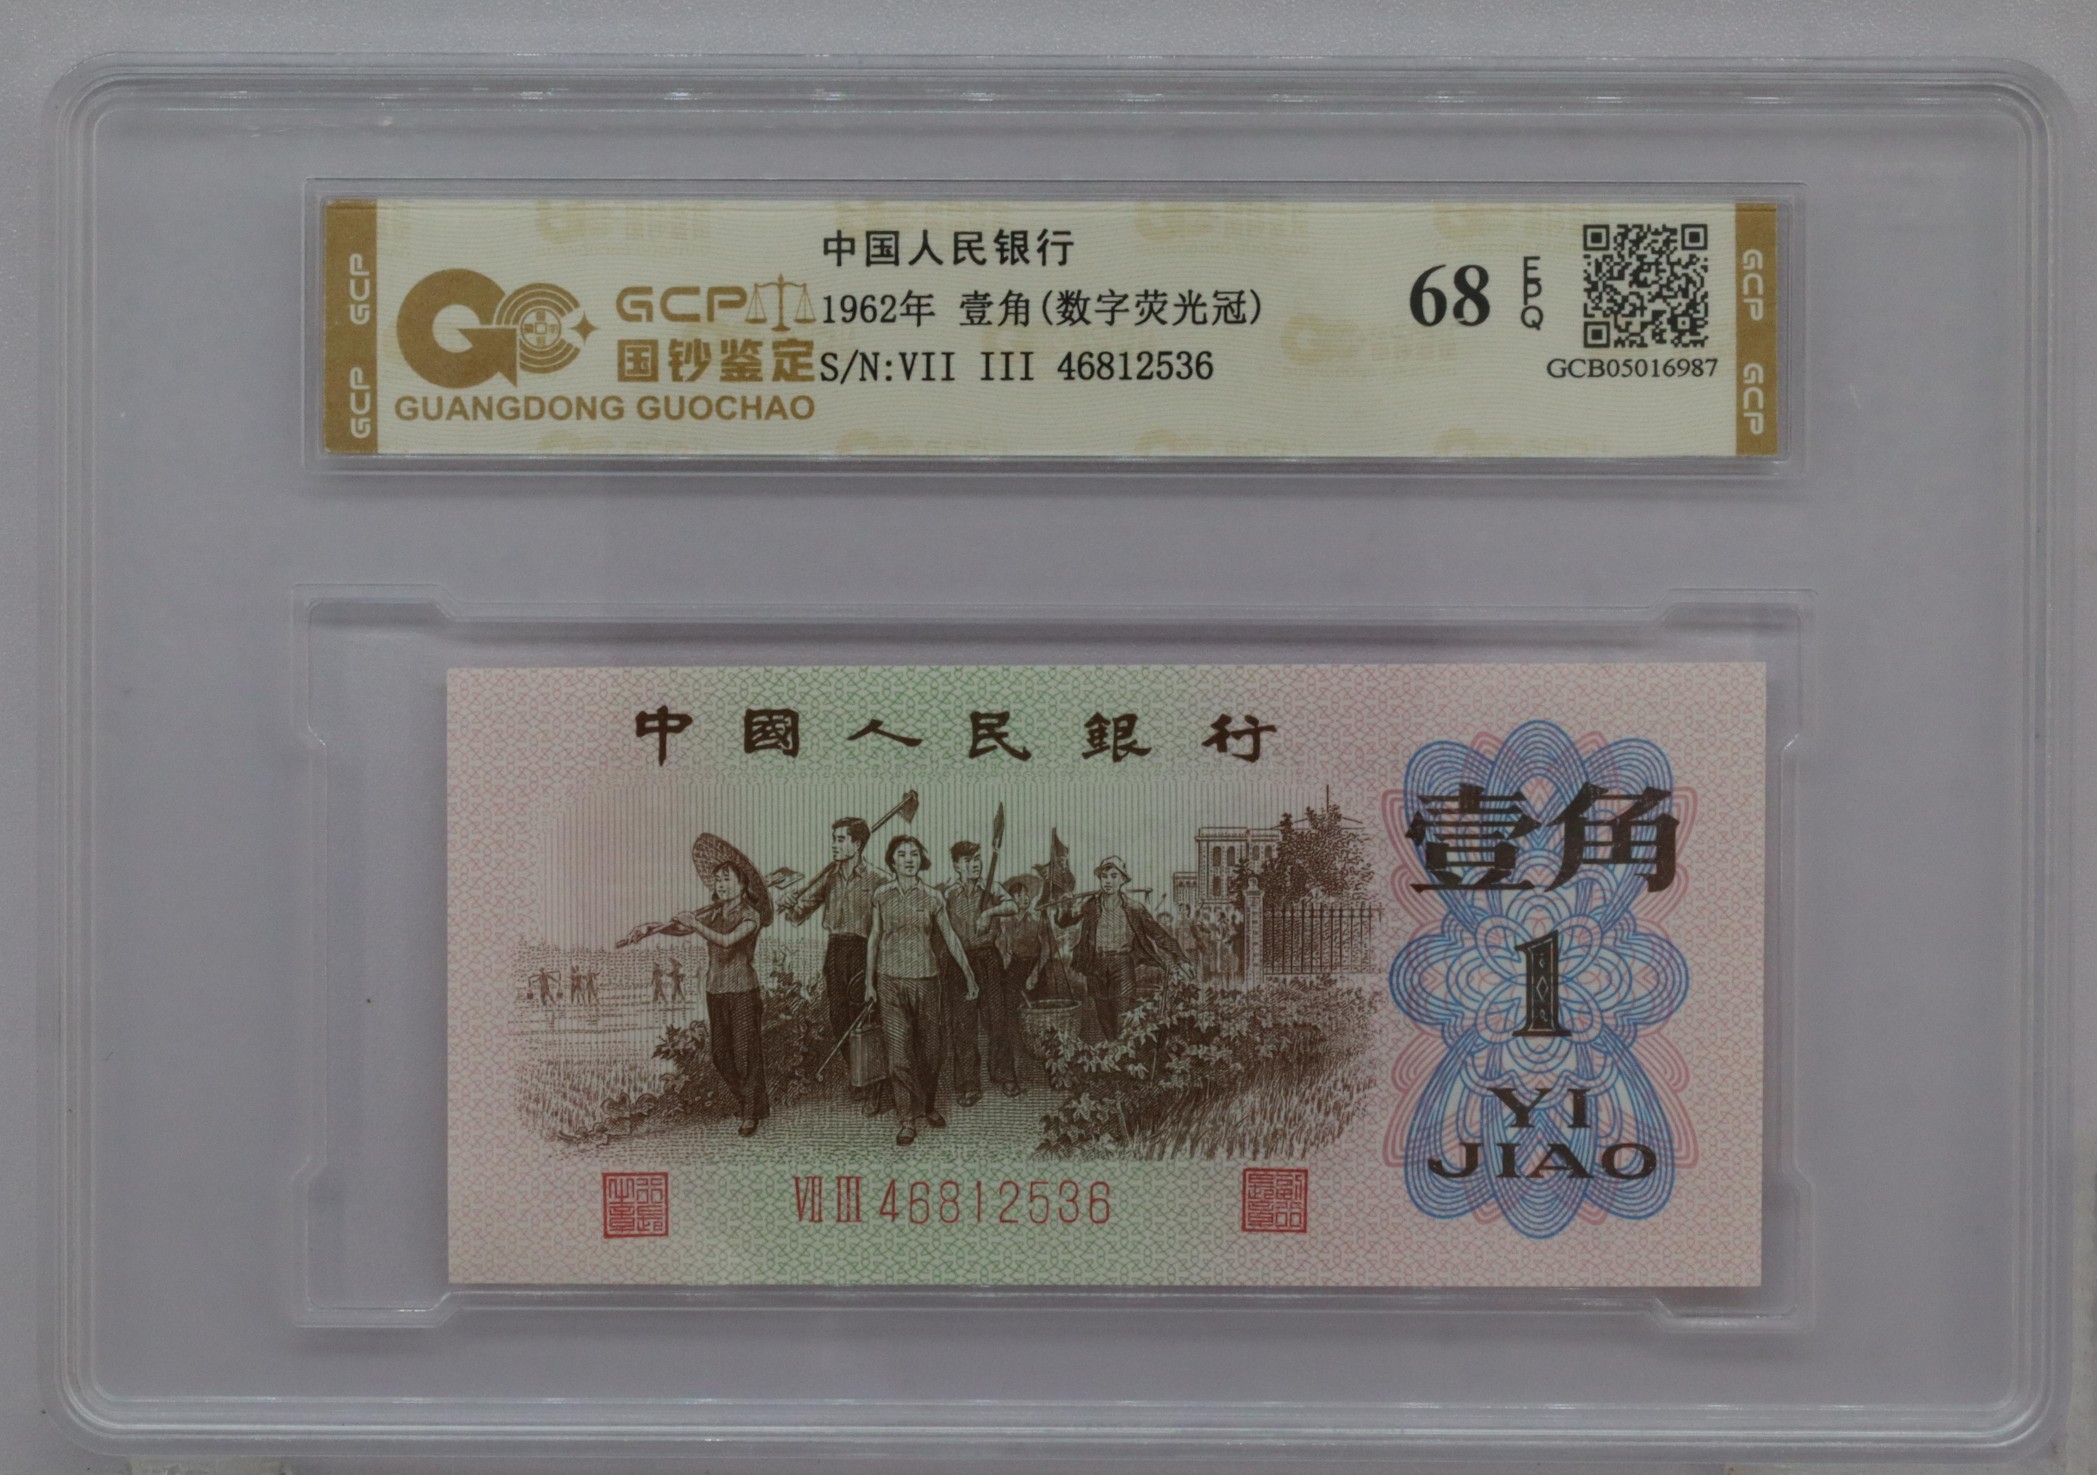 GCP
GCP
GCP
国钞鉴定
GUANGDONG GUOCHAO
中国人民银行
1962年 壹角(数字荧光冠)
S/N:VII III 46812536
68 EPQ
GCB05016987
GCP
GCP
中國人民銀行
壹角
1
YI
JIAO
VII III 46812536